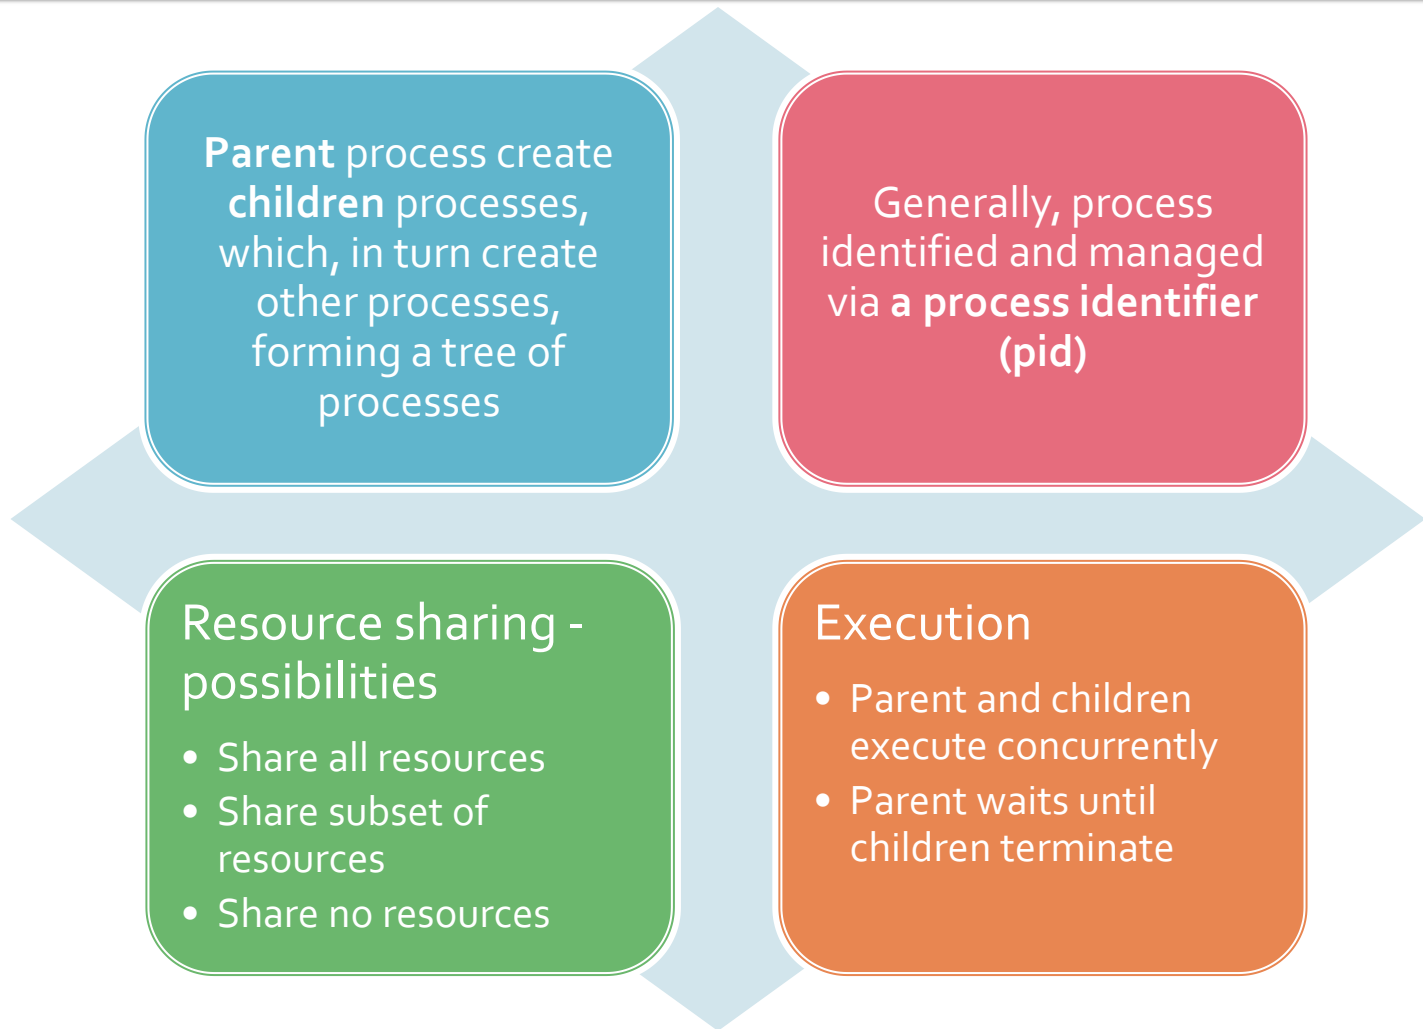 Parent process create
children processes,
which, in turn create
other processes,
forming a tree of
processes
Generally, process
identified and managed
via a process identifier
(pid)
Resource sharing -
possibilities
• Share all resources
• Share subset of
resources
• Share no resources
Execution
• Parent and children
execute concurrently
• Parent waits until
children terminate